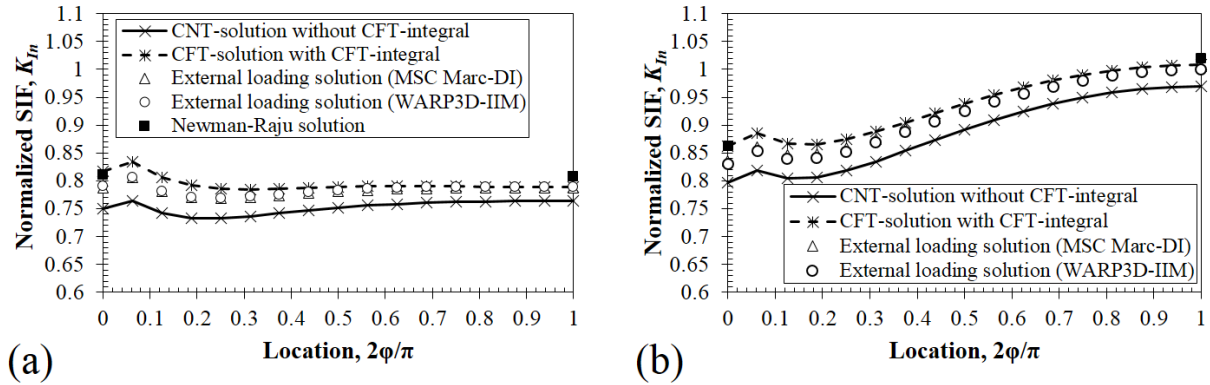 Normalized SIF, K_In
1.1
1.05
1
0.95
0.9
0.85
0.8
0.75
0.7
0.65
0.6
CNT-solution without CFT-integral
CFT-solution with CFT-integral
External loading solution (MSC Marc-DI)
External loading solution (WARP3D-IIM)
Newman-Raju solution
0 0.1 0.2 0.3 0.4 0.5 0.6 0.7 0.8 0.9 1
Location, 2φ/π
(a)
Normalized SIF, K_In
1.1
1.05
1
0.95
0.9
0.85
0.8
0.75
0.7
0.65
0.6
CNT-solution without CFT-integral
CFT-solution with CFT-integral
External loading solution (MSC Marc-DI)
External loading solution (WARP3D-IIM)
0 0.1 0.2 0.3 0.4 0.5 0.6 0.7 0.8 0.9 1
Location, 2φ/π
(b)